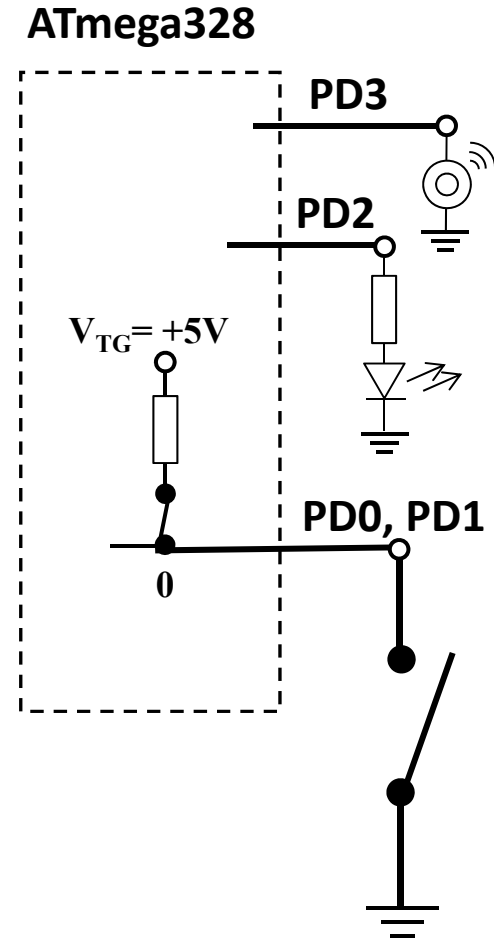 ATmega328
PD3
PD2
V_TG= +5V
PD0, PD1
0